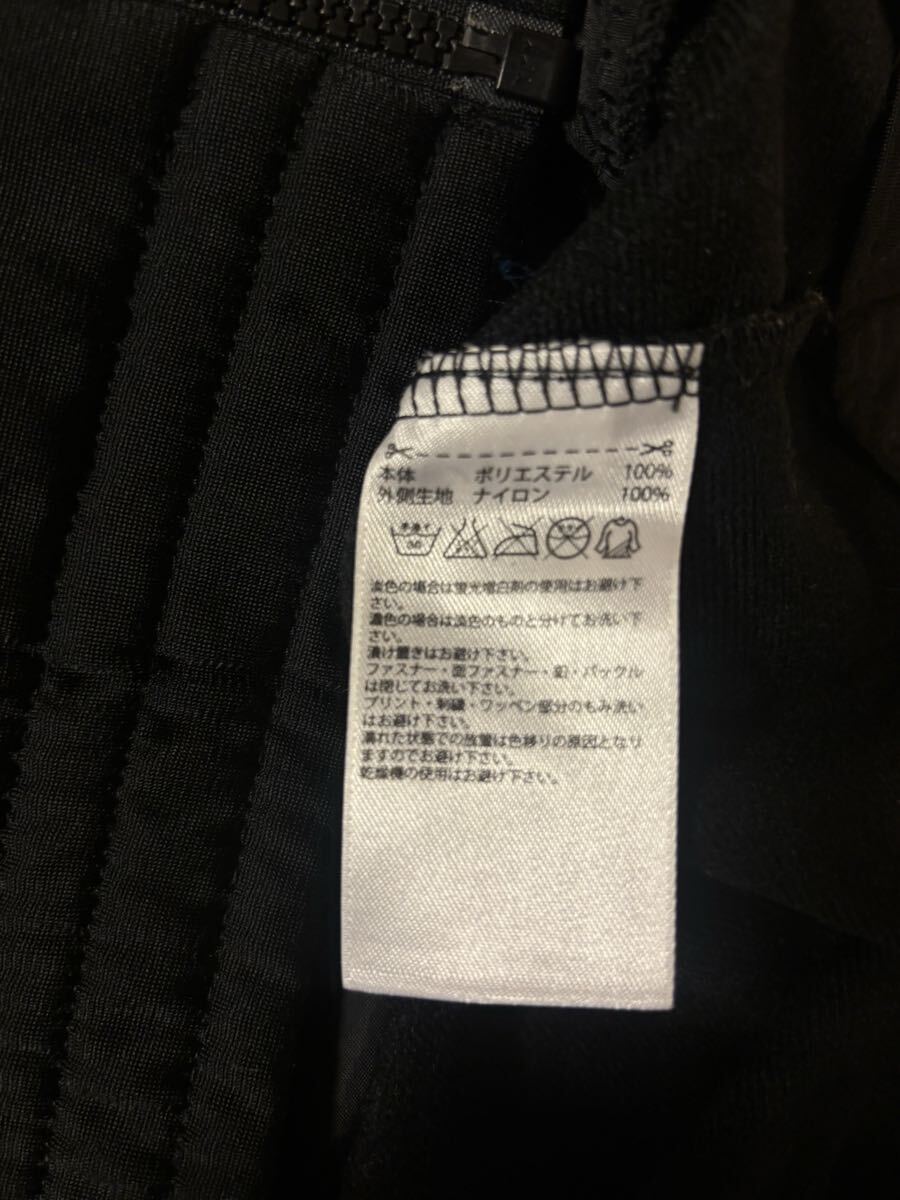 本体 ポリエステル 100%
外側生地 ナイロン 100%
手洗イ
30
淡色の場合は蛍光増白剤の使用はお避け下
さい。
濃色の場合は淡色のものと分けてお洗い下
さい。
漬け置きはお避け下さい。
ファスナー・面ファスナー・釦・バックル
は閉じてお洗い下さい。
プリント・刺繍・ワッペン部分のもみ洗い
はお避け下さい。
濡れた状態での放置は色移りの原因となり
ますのでお避け下さい。
乾燥機の使用はお避け下さい。